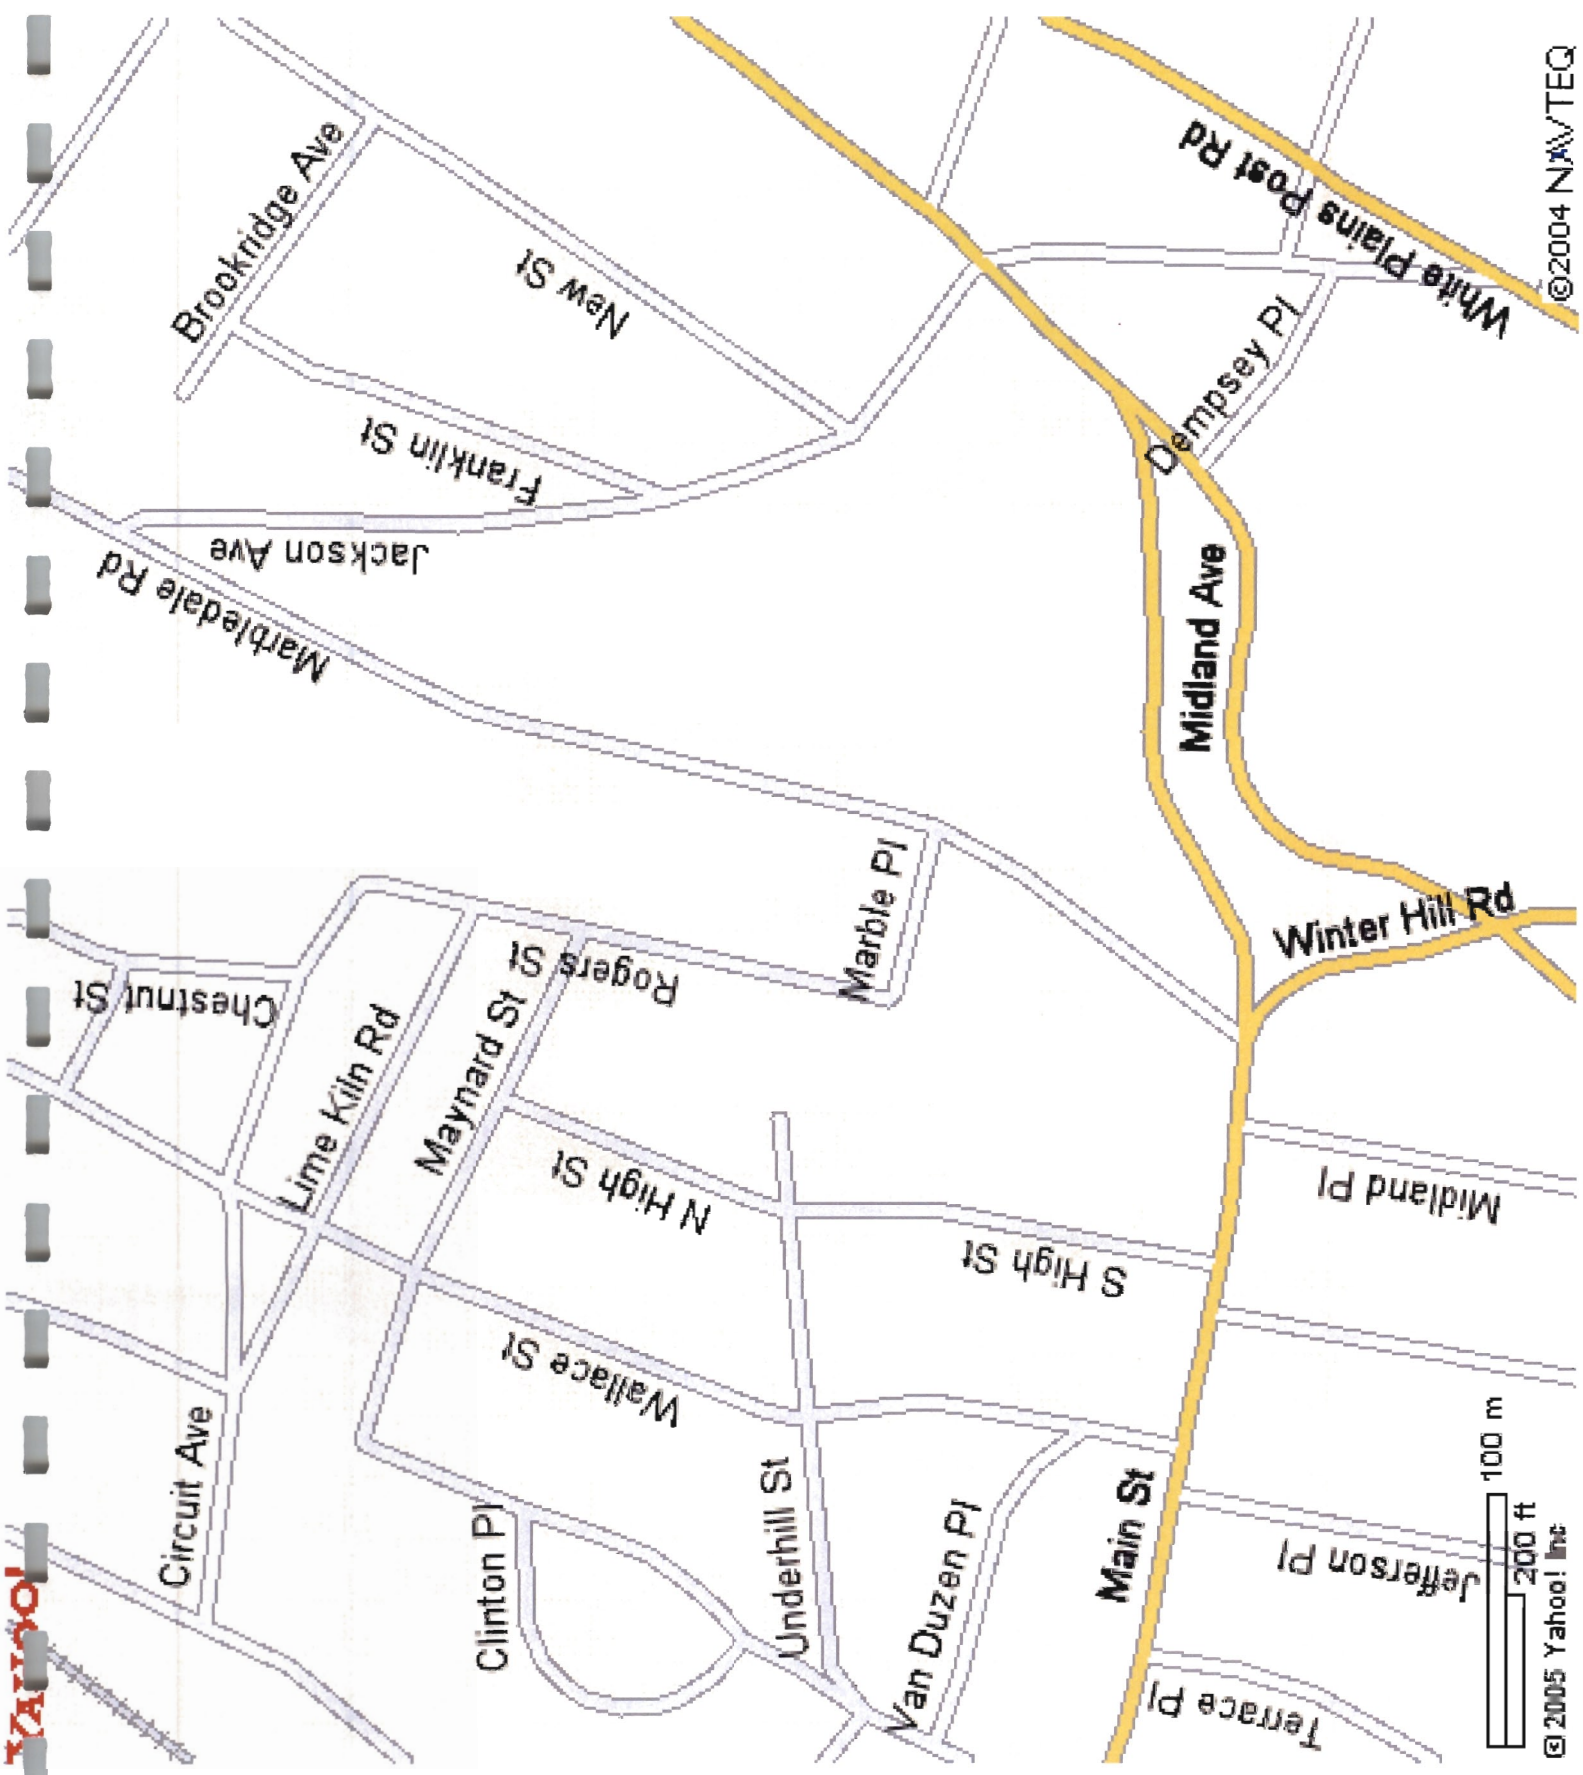 YAHOO!
Brookridge Ave
New St
White Plains Post Rd
©2004 NAVTEQ
Franklin St
Dempsey Pl
Jackson Ave
Marbledale Rd
Midland Ave
Marble Pl
Winter Hill Rd
Chestnut St
Rogers St
Lime Kiln Rd
Maynard St
N High St
S High St
Midland Pl
Wallace St
Circuit Ave
Clinton Pl
Underhill St
Van Duzen Pl
Main St
Jefferson Pl
Terrace Pl
100 m
200 ft
©2005 Yahoo! Inc